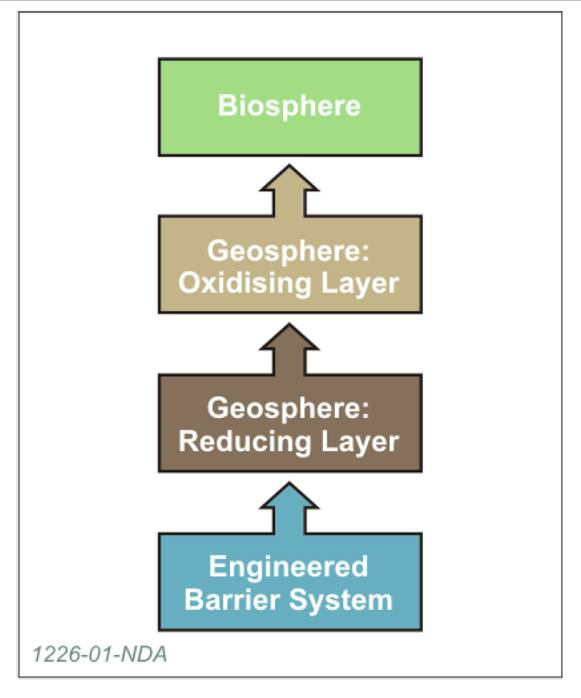 Biosphere
Geosphere:
Oxidising Layer
Geosphere:
Reducing Layer
Engineered
Barrier System
1226-01-NDA